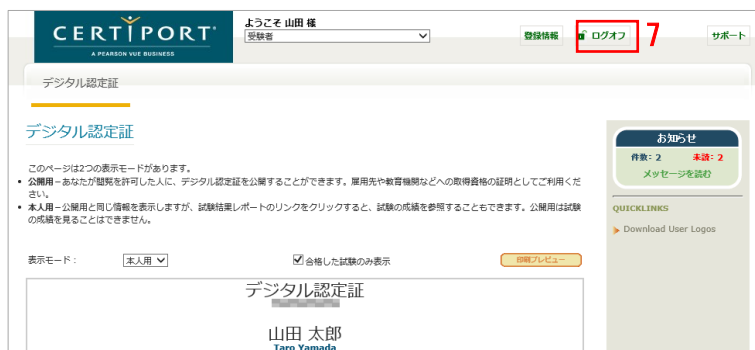 CERTIPORT
A PEARSON VUE BUSINESS
ようこそ 山田 様
受験者
登録情報
ログオフ
7
サポート
デジタル認定証
デジタル認定証
このページは2つの表示モードがあります。
• 公開用－あなたが閲覧を許可した人に、デジタル認定証を公開することができます。雇用先や教育機関などへの取得資格の証明としてご利用くだ
さい。
• 本人用－公開用と同じ情報を表示しますが、試験結果レポートのリンクをクリックすると、試験の成績を参照することもできます。公開用は試験
の成績を見ることはできません。
表示モード：
本人用
合格した試験のみ表示
印刷プレビュー
デジタル認定証
山田 太郎
Taro Yamada
お知らせ
件数: 2 未読: 2
メッセージを読む
QUICKLINKS
Download User Logos